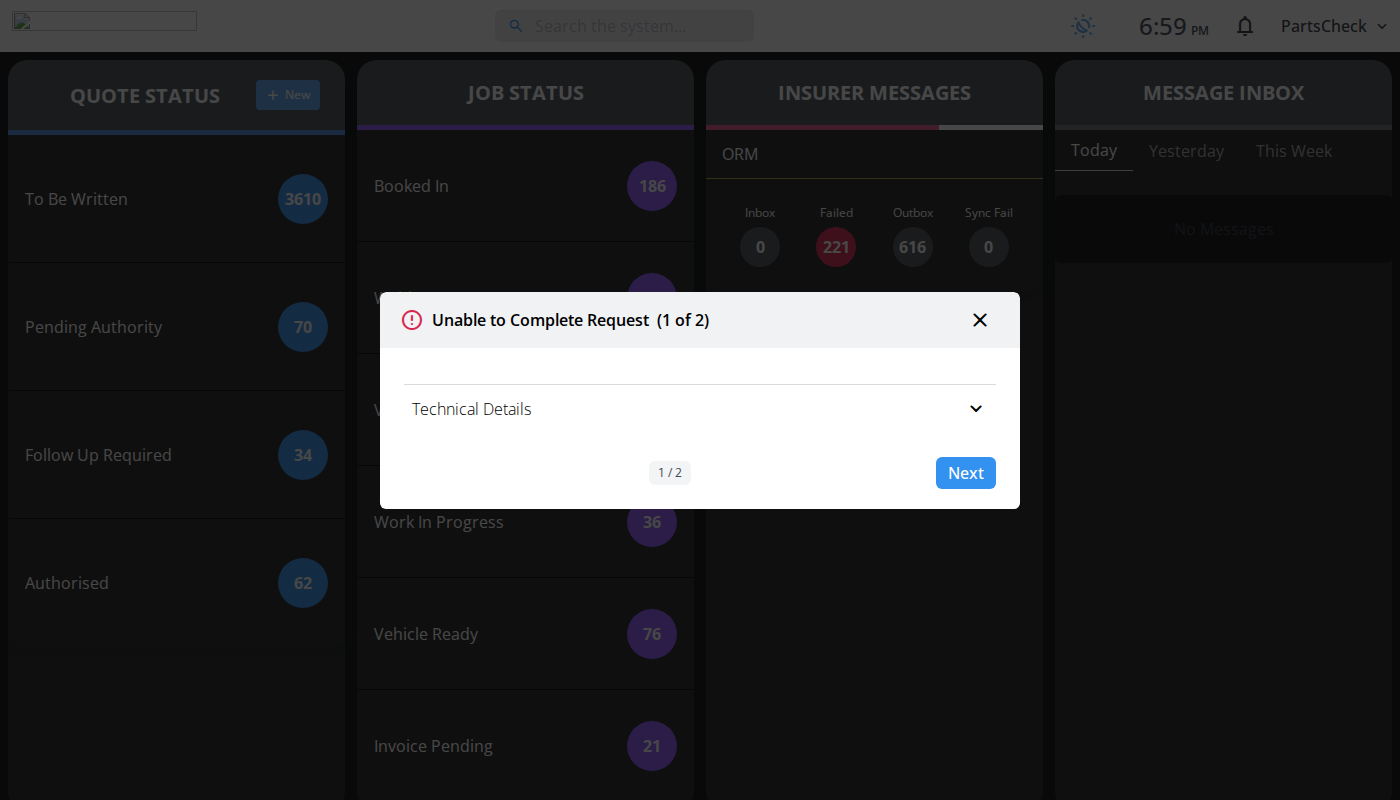 Search the system...
6:59 PM
PartsCheck
QUOTE STATUS
+ New
To Be Written
3610
Pending Authority
70
Follow Up Required
34
Authorised
62
JOB STATUS
Booked In
186
Work In Progress
36
Vehicle Ready
76
Invoice Pending
21
INSURER MESSAGES
ORM
Inbox
Failed
Outbox
Sync Fail
0
221
616
0
MESSAGE INBOX
Today
Yesterday
This Week
No Messages
Unable to Complete Request (1 of 2)
Technical Details
1 / 2
Next